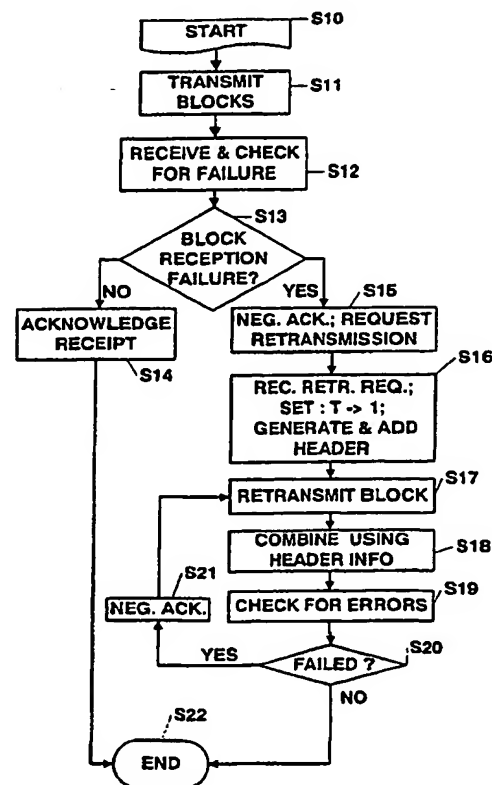 S10
START
S11
TRANSMIT
BLOCKS
RECEIVE & CHECK
FOR FAILURE
S12
S13
BLOCK
RECEPTION
FAILURE?
NO
YES
S15
ACKNOWLEDGE
RECEIPT
S14
NEG. ACK.; REQUEST
RETRANSMISSION
S16
REC. RETR. REQ.;
SET : T -> 1;
GENERATE & ADD
HEADER
S17
RETRANSMIT BLOCK
COMBINE USING
HEADER INFO
S18
S21
NEG. ACK.
S19
CHECK FOR ERRORS
S20
YES
FAILED ?
NO
S22
END